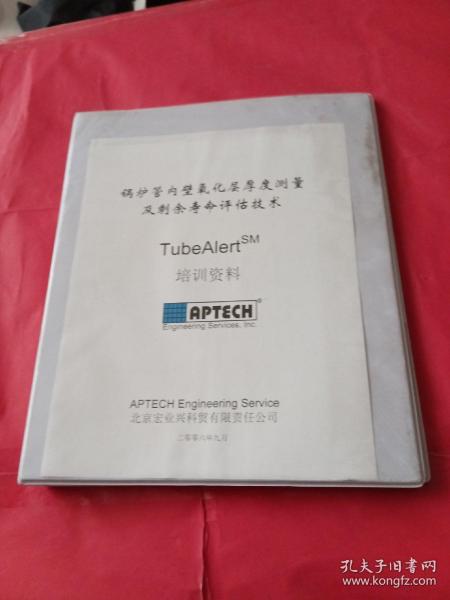 锅炉管内壁氧化层厚度测量
及剩余寿命评估技术
TubeAlert℠
培训资料
APTECH®
Engineering Services, Inc.
APTECH Engineering Service
北京宏业兴科贸有限责任公司
二零零六年九月
孔夫子旧书网
www.kongfz.com